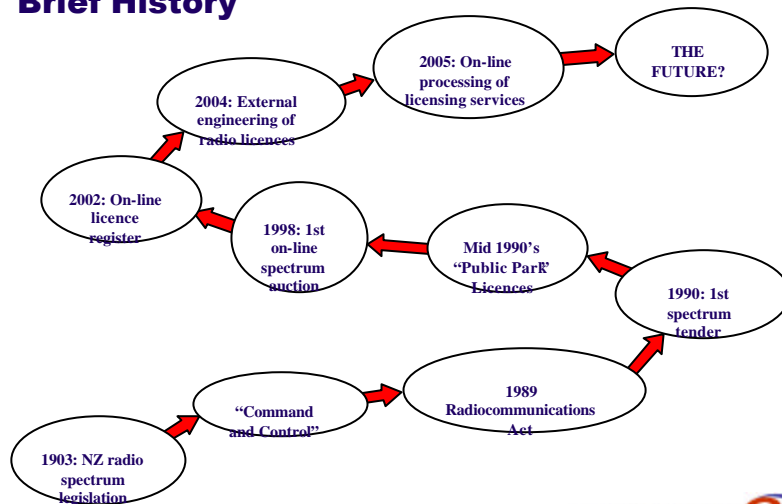 Brief History
THE
FUTURE?
2005: On-line
processing of
licensing services
2004: External
engineering of
radio licences
2002: On-line
licence
register
1998: 1st
on-line
spectrum
auction
Mid 1990's
“Public Park”
Licences
1990: 1st
spectrum
tender
1989
Radiocommunications
Act
“Command
and Control”
1903: NZ radio
spectrum
legislation